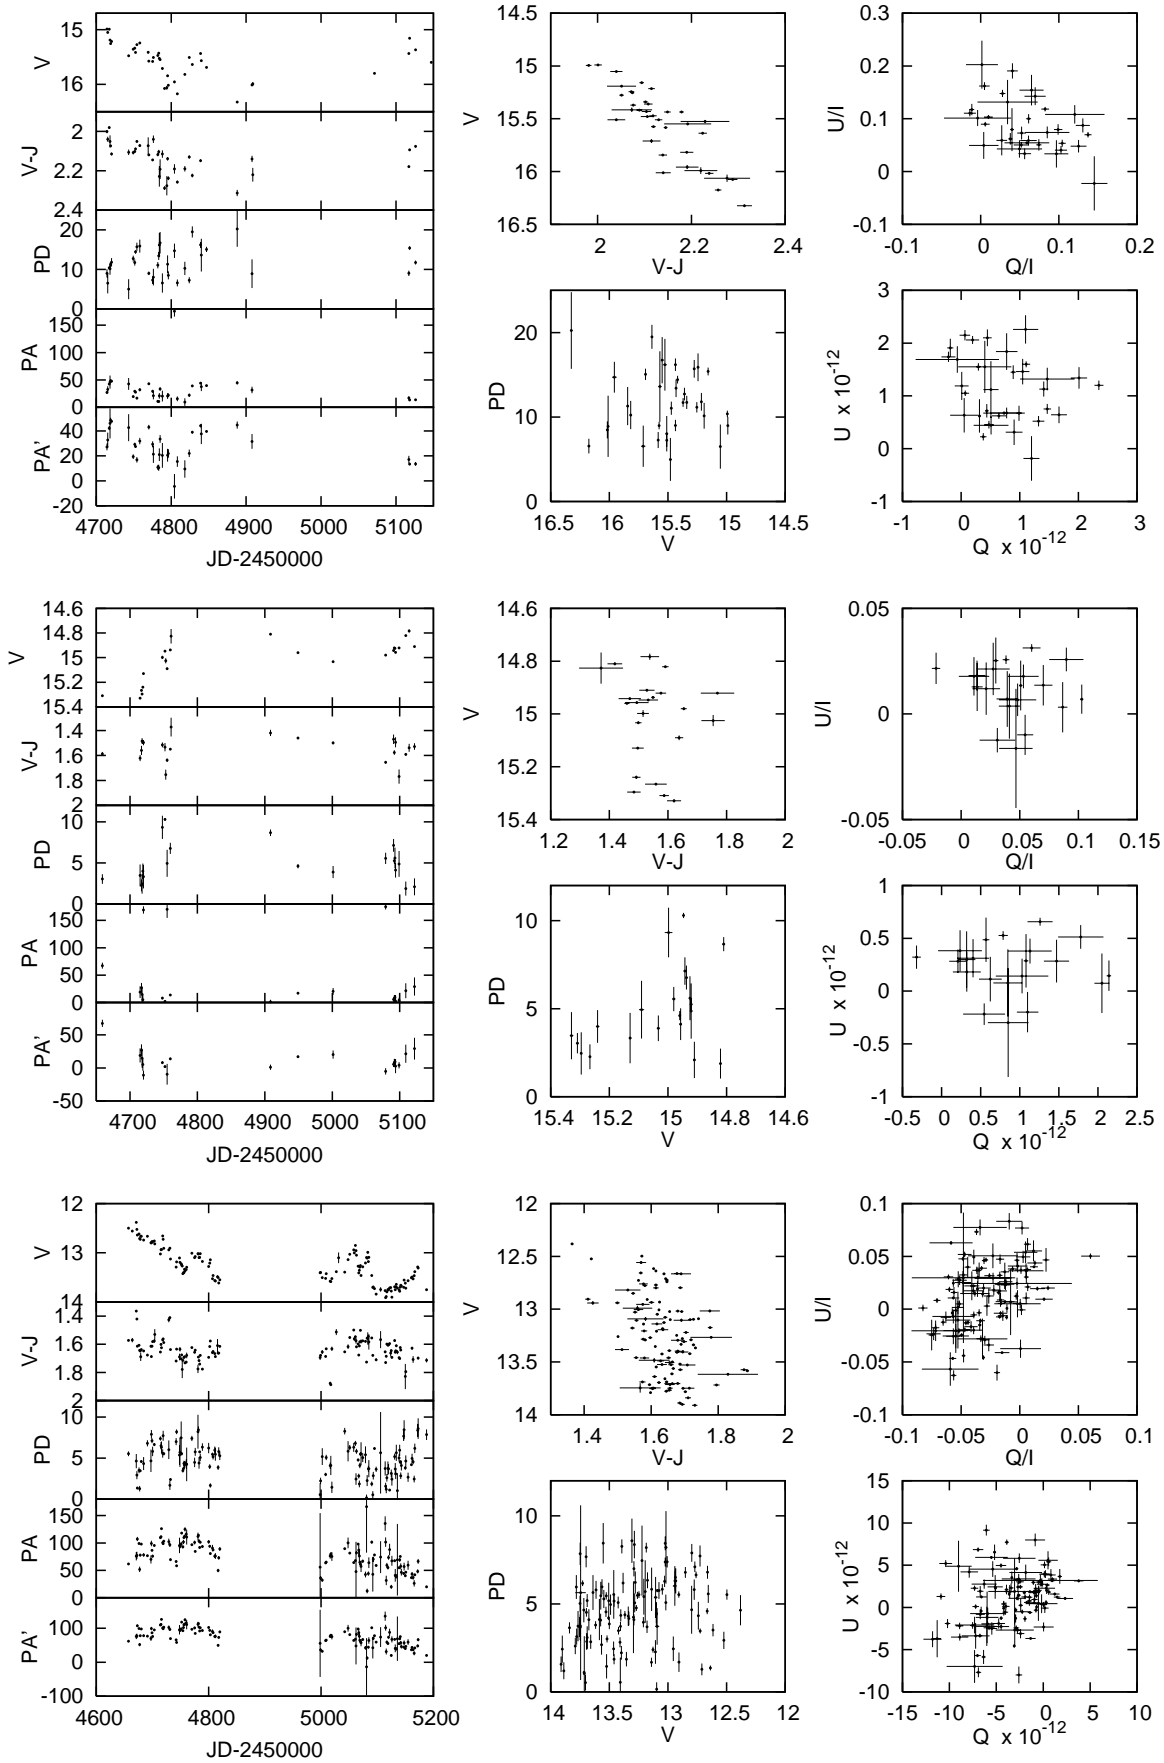 15
16
V
2
2.2
2.4
V-J
20
10
0
PD
150
100
50
0
PA
40
20
0
-20
PA'
4700 4800 4900 5000 5100
JD-2450000
14.5
15
15.5
16
16.5
V
2 2.2 2.4
V-J
20
10
0
PD
16.5 16 15.5 15 14.5
V
0.3
0.2
0.1
0
-0.1
U/I
-0.1 0 0.1 0.2
Q/I
3
2
1
0
-1
U x 10-12
-1 0 1 2 3
Q x 10-12
14.6
14.8
15
15.2
15.4
V
1.4
1.6
1.8
2
V-J
10
5
0
PD
150
100
50
0
PA
50
0
-50
PA'
4700 4800 4900 5000 5100
JD-2450000
14.6
14.8
15
15.2
15.4
V
1.2 1.4 1.6 1.8 2
V-J
10
5
0
PD
15.4 15.2 15 14.8 14.6
V
0.05
0
-0.05
U/I
-0.05 0 0.05 0.1 0.15
Q/I
1
0.5
0
-0.5
-1
U x 10-12
-0.5 0 0.5 1 1.5 2 2.5
Q x 10-12
12
13
14
V
1.4
1.6
1.8
2
V-J
10
5
0
PD
150
100
50
0
PA
100
0
-100
PA'
4600 4800 5000 5200
JD-2450000
12
12.5
13
13.5
14
V
1.4 1.6 1.8 2
V-J
10
5
0
PD
14 13.5 13 12.5 12
V
0.1
0.05
0
-0.05
-0.1
U/I
-0.1 -0.05 0 0.05 0.1
Q/I
15
10
5
0
-5
-10
U x 10-12
-15 -10 -5 0 5 10
Q x 10-12